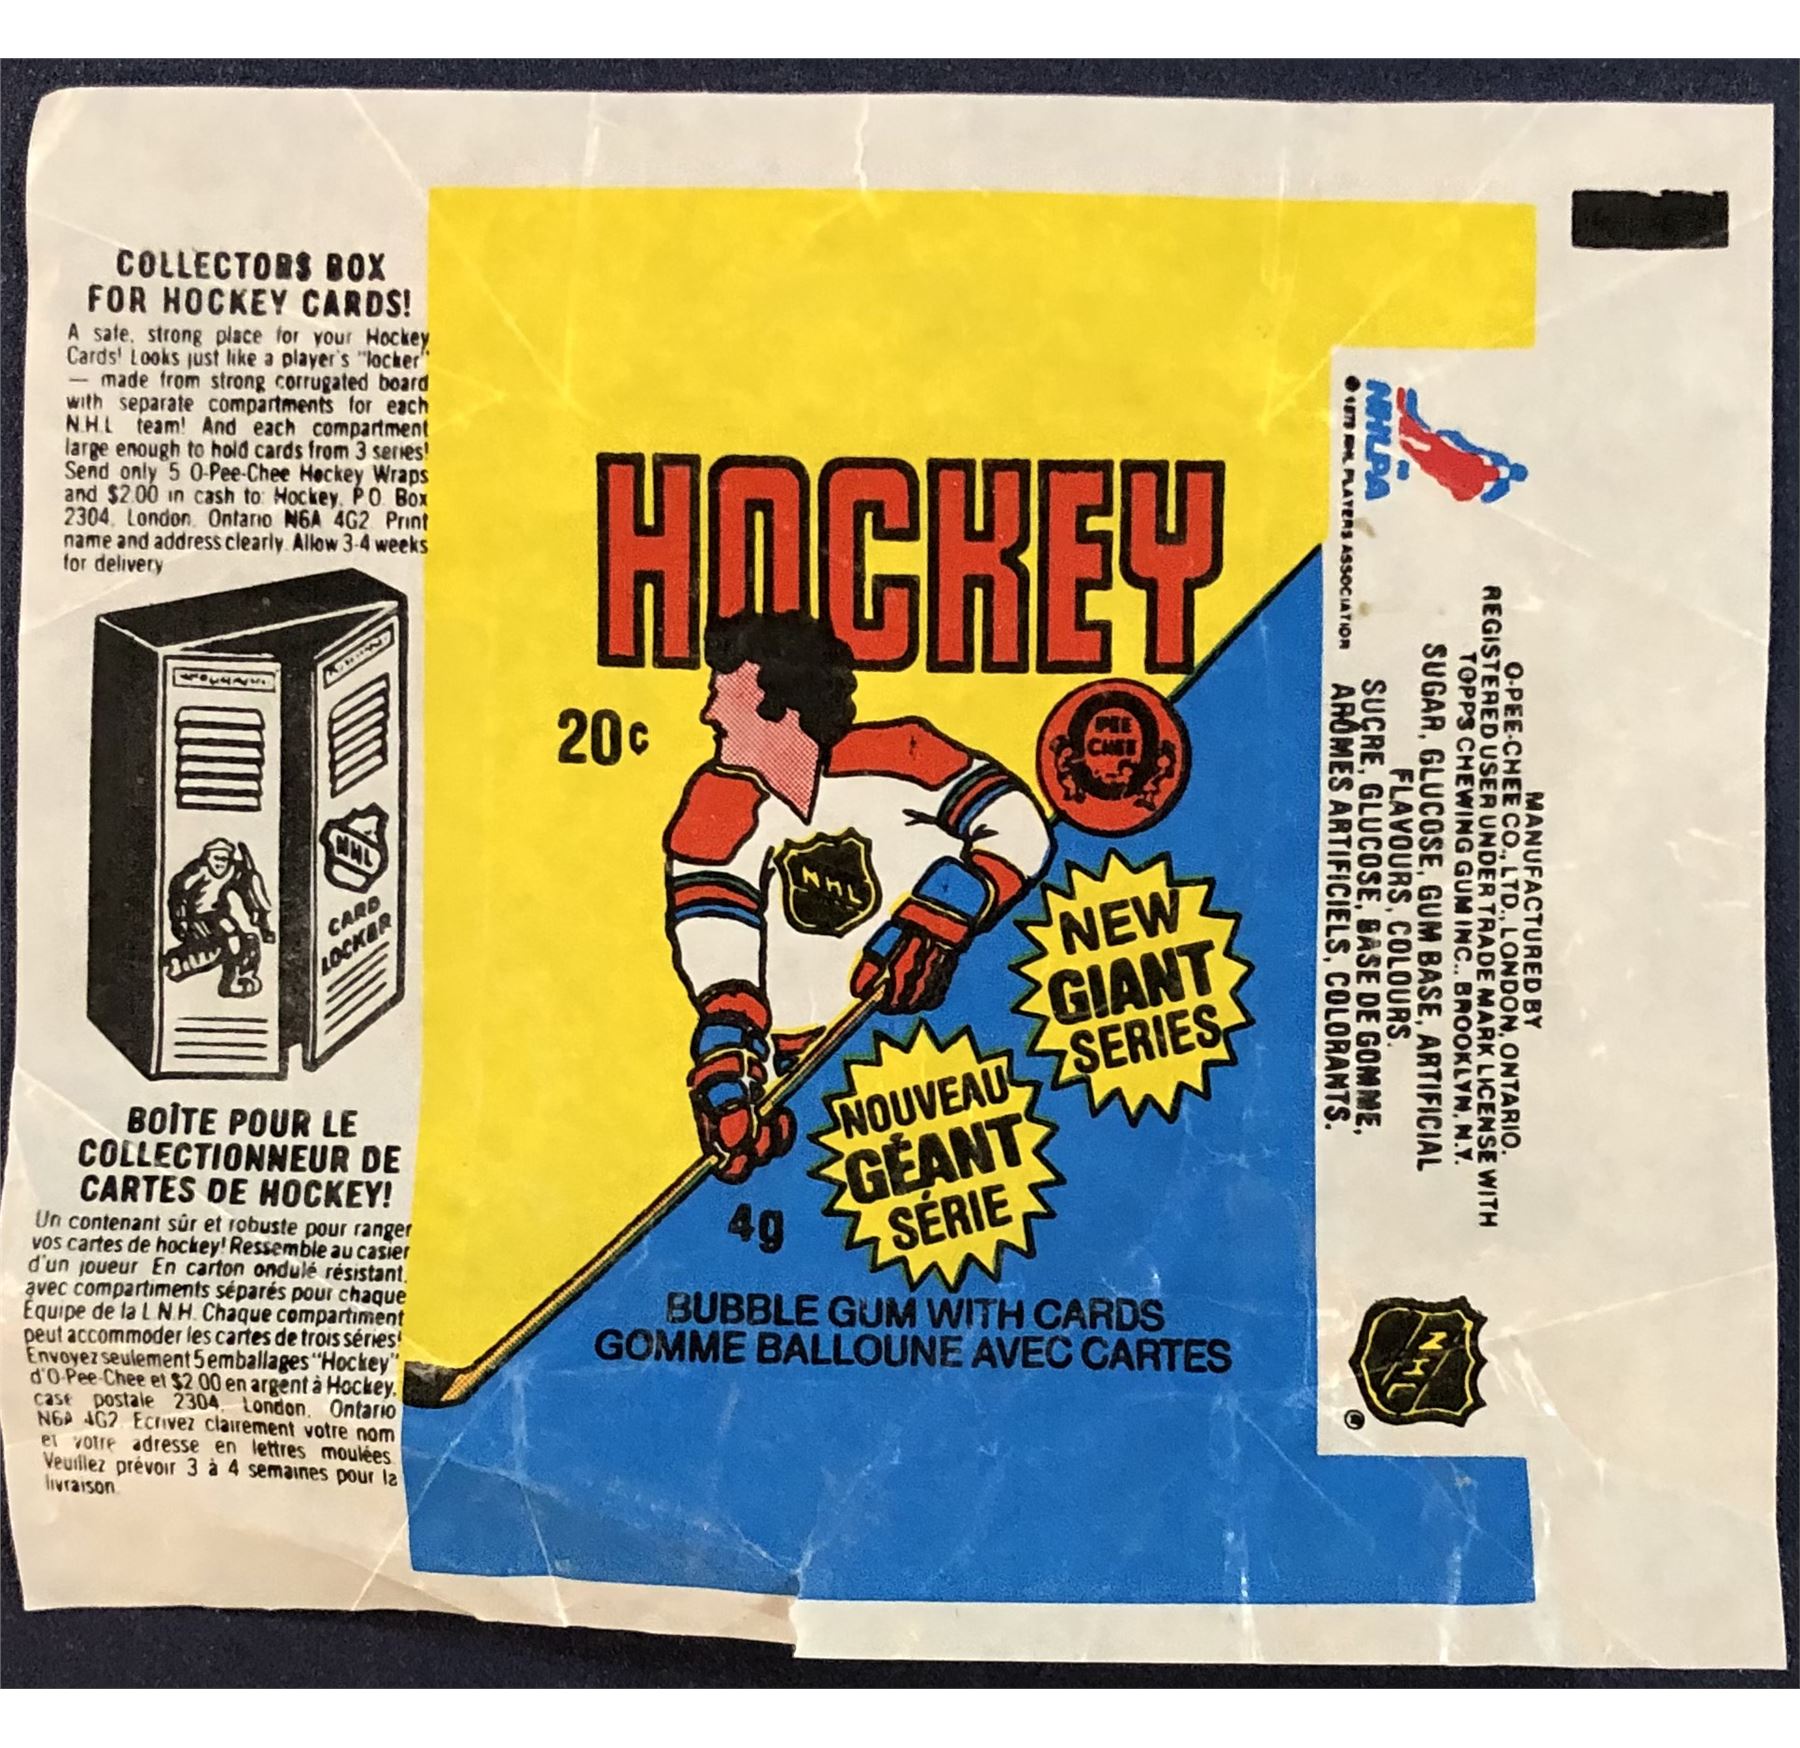 COLLECTORS BOX
FOR HOCKEY CARDS!
A safe, strong place for your Hockey
Cards! Looks just like a player's "locker"
— made from strong corrugated board
with separate compartments for each
N.H.L. team! And each compartment
large enough to hold cards from 3 series!
Send only 5 O-Pee-Chee Hockey Wraps
and $2.00 in cash to: Hockey, P.O. Box
2304, London, Ontario N6A 4G2. Print
name and address clearly. Allow 3-4 weeks
for delivery
NHL
CARD
LOCKER
BOÎTE POUR LE
COLLECTIONNEUR DE
CARTES DE HOCKEY!
Un contenant sûr et robuste pour ranger
vos cartes de hockey! Ressemble au casier
d'un joueur. En carton ondulé résistant,
avec compartiments séparés pour chaque
Équipe de la L.N.H. Chaque compartiment
peut accommoder les cartes de trois séries!
Envoyez seulement 5 emballages "Hockey"
d'O-Pee-Chee et $2.00 en argent à Hockey,
case postale 2304, London, Ontario
N6A 4G2. Écrivez clairement votre nom
et votre adresse en lettres moulées.
Veuillez prévoir 3 à 4 semaines pour la
livraison.
HOCKEY
20¢
PEE
CHEE
NHL
NEW
GIANT
SERIES
NOUVEAU
GÉANT
SÉRIE
4g
BUBBLE GUM WITH CARDS
GOMME BALLOUNE AVEC CARTES
NHLPA
NHL PLAYERS ASSOCIATION
MANUFACTURED BY
O-PEE-CHEE CO., LTD., LONDON, ONTARIO.
REGISTERED USER UNDER TRADE MARK LICENSE WITH
TOPPS CHEWING GUM INC., BROOKLYN, N.Y.
SUGAR, GLUCOSE, GUM BASE, ARTIFICIAL
FLAVOURS, COLOURS.
SUCRE, GLUCOSE, BASE DE GOMME,
ARÔMES ARTIFICIELS, COLORANTS.
NHL
®